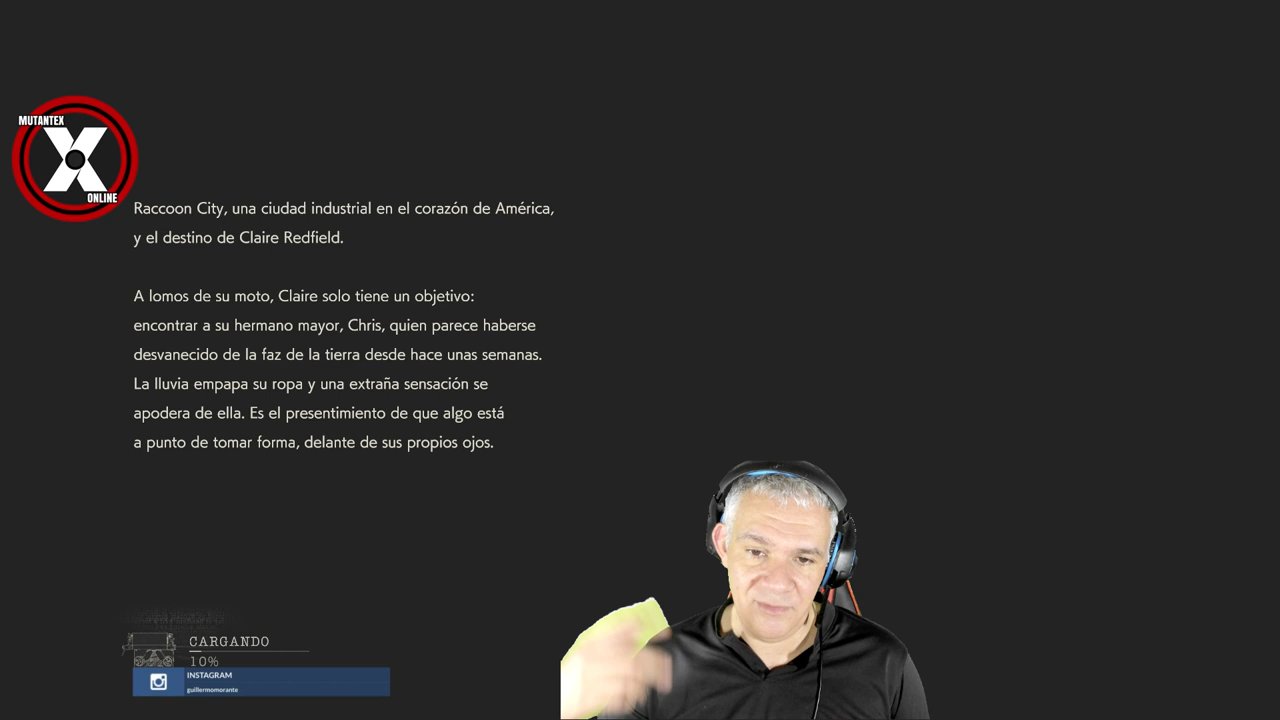 MUTANTEX
X
ONLINE
Raccoon City, una ciudad industrial en el corazón de América,
y el destino de Claire Redfield.
A lomos de su moto, Claire solo tiene un objetivo:
encontrar a su hermano mayor, Chris, quien parece haberse
desvanecido de la faz de la tierra desde hace unas semanas.
La lluvia empapa su ropa y una extraña sensación se
apodera de ella. Es el presentimiento de que algo está
a punto de tomar forma, delante de sus propios ojos.
CARGANDO
10%
INSTAGRAM
guillermomorante